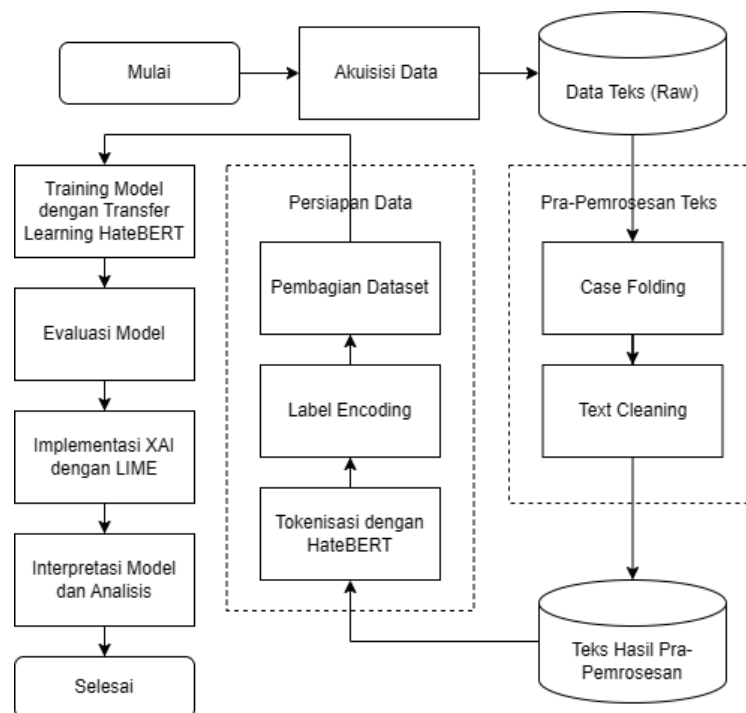 Mulai
Akuisisi Data
Data Teks (Raw)
Pra-Pemrosesan Teks
Case Folding
Text Cleaning
Teks Hasil Pra-
Pemrosesan
Persiapan Data
Tokenisasi dengan
HateBERT
Label Encoding
Pembagian Dataset
Training Model
dengan Transfer
Learning HateBERT
Evaluasi Model
Implementasi XAI
dengan LIME
Interpretasi Model
dan Analisis
Selesai